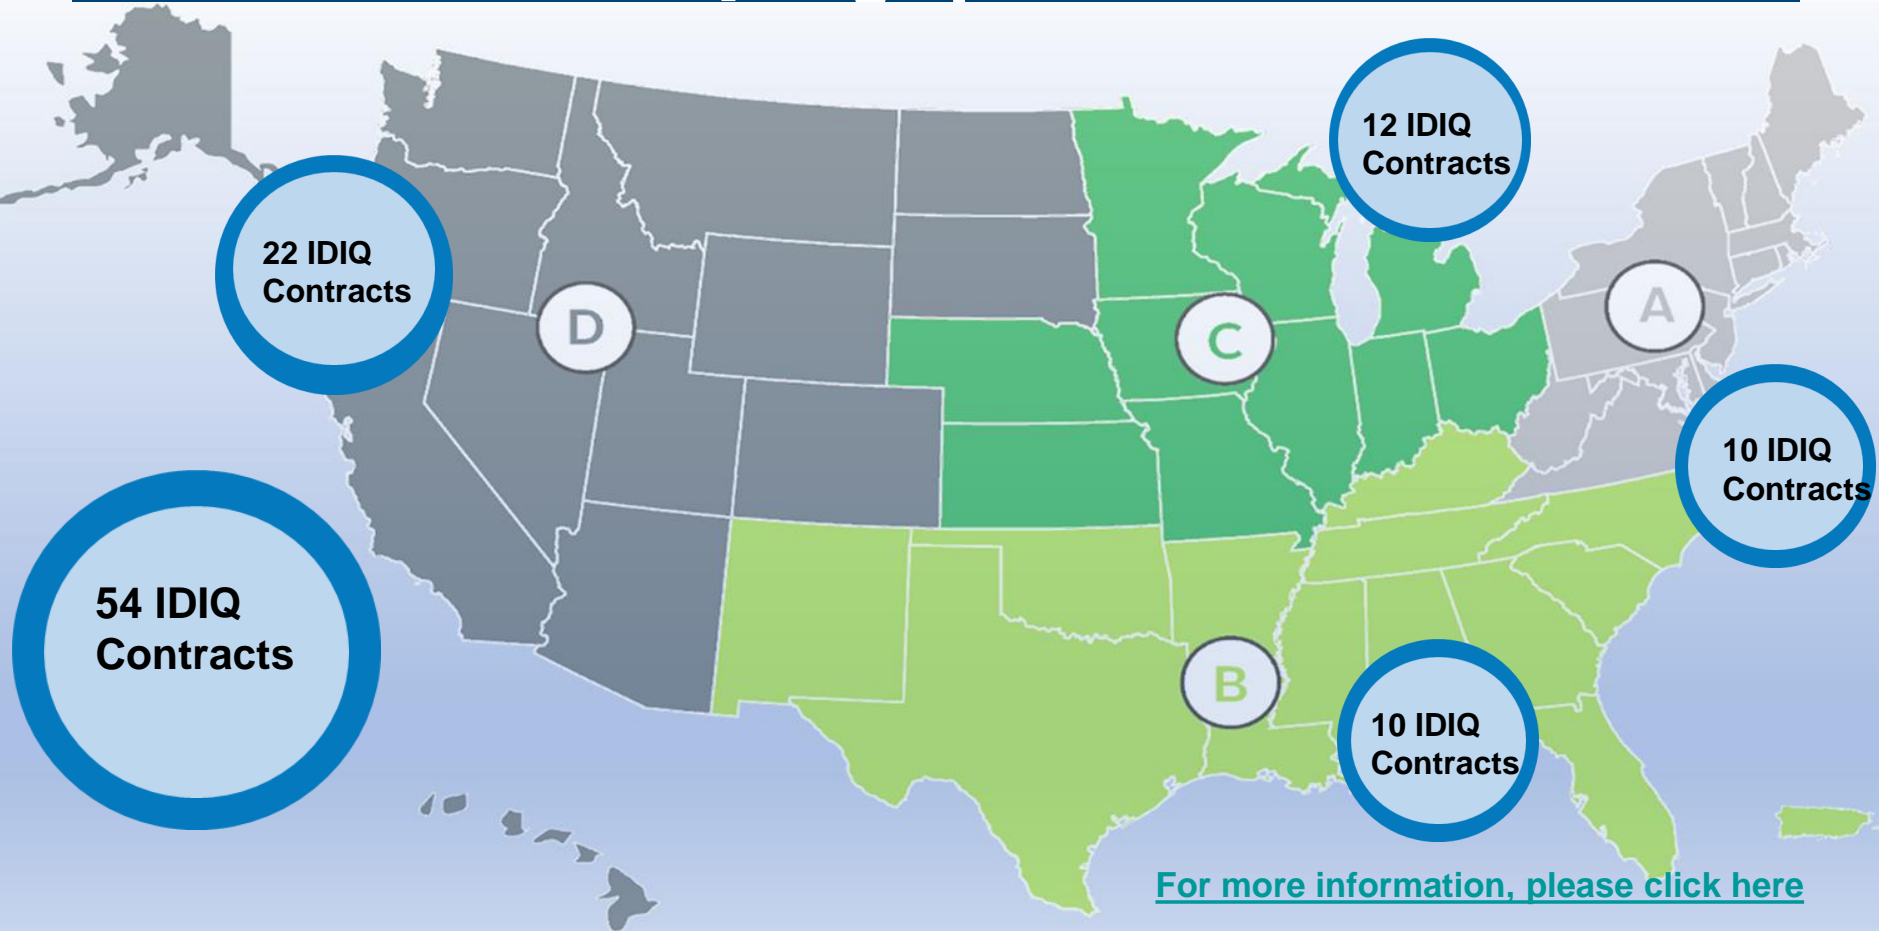 12 IDIQ
Contracts
22 IDIQ
Contracts
A
D
C
10 IDIQ
Contracts
54 IDIQ
Contracts
B
10 IDIQ
Contracts
For more information, please click here